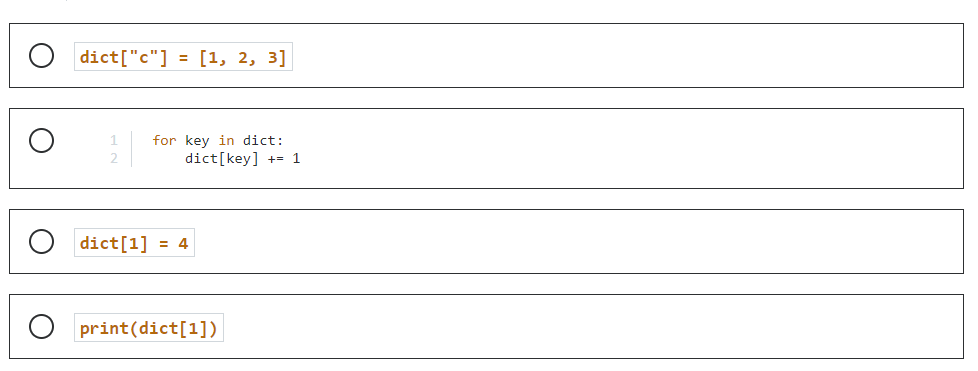 dict["c"] = [1, 2, 3]
1 for key in dict:
2     dict[key] += 1
dict[1] = 4
print(dict[1])